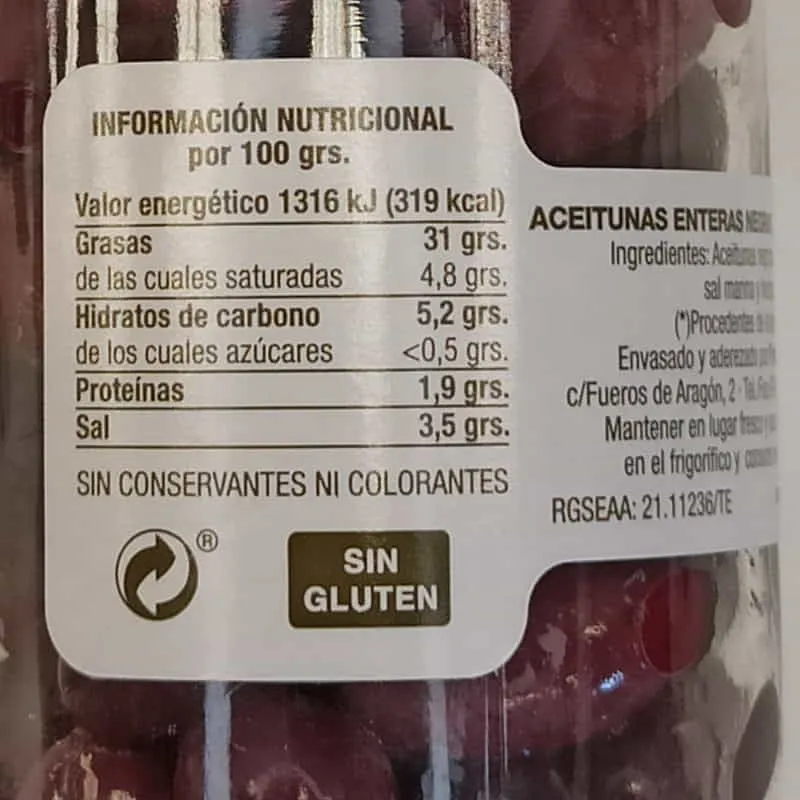 INFORMACIÓN NUTRICIONAL
por 100 grs.
Valor energético 1316 kJ (319 kcal)
Grasas 31 grs.
de las cuales saturadas 4,8 grs.
Hidratos de carbono 5,2 grs.
de los cuales azúcares <0,5 grs.
Proteínas 1,9 grs.
Sal 3,5 grs.
SIN CONSERVANTES NI COLORANTES
®
SIN
GLUTEN
ACEITUNAS ENTERAS
Ingredientes: Aceitunas
sal marina y
(*)Procedentes de
Envasado y aderezado
c/Fueros de Aragón, 2
Mantener en lugar fresco y
en el frigorífico y
RGSEAA: 21.11236/TE